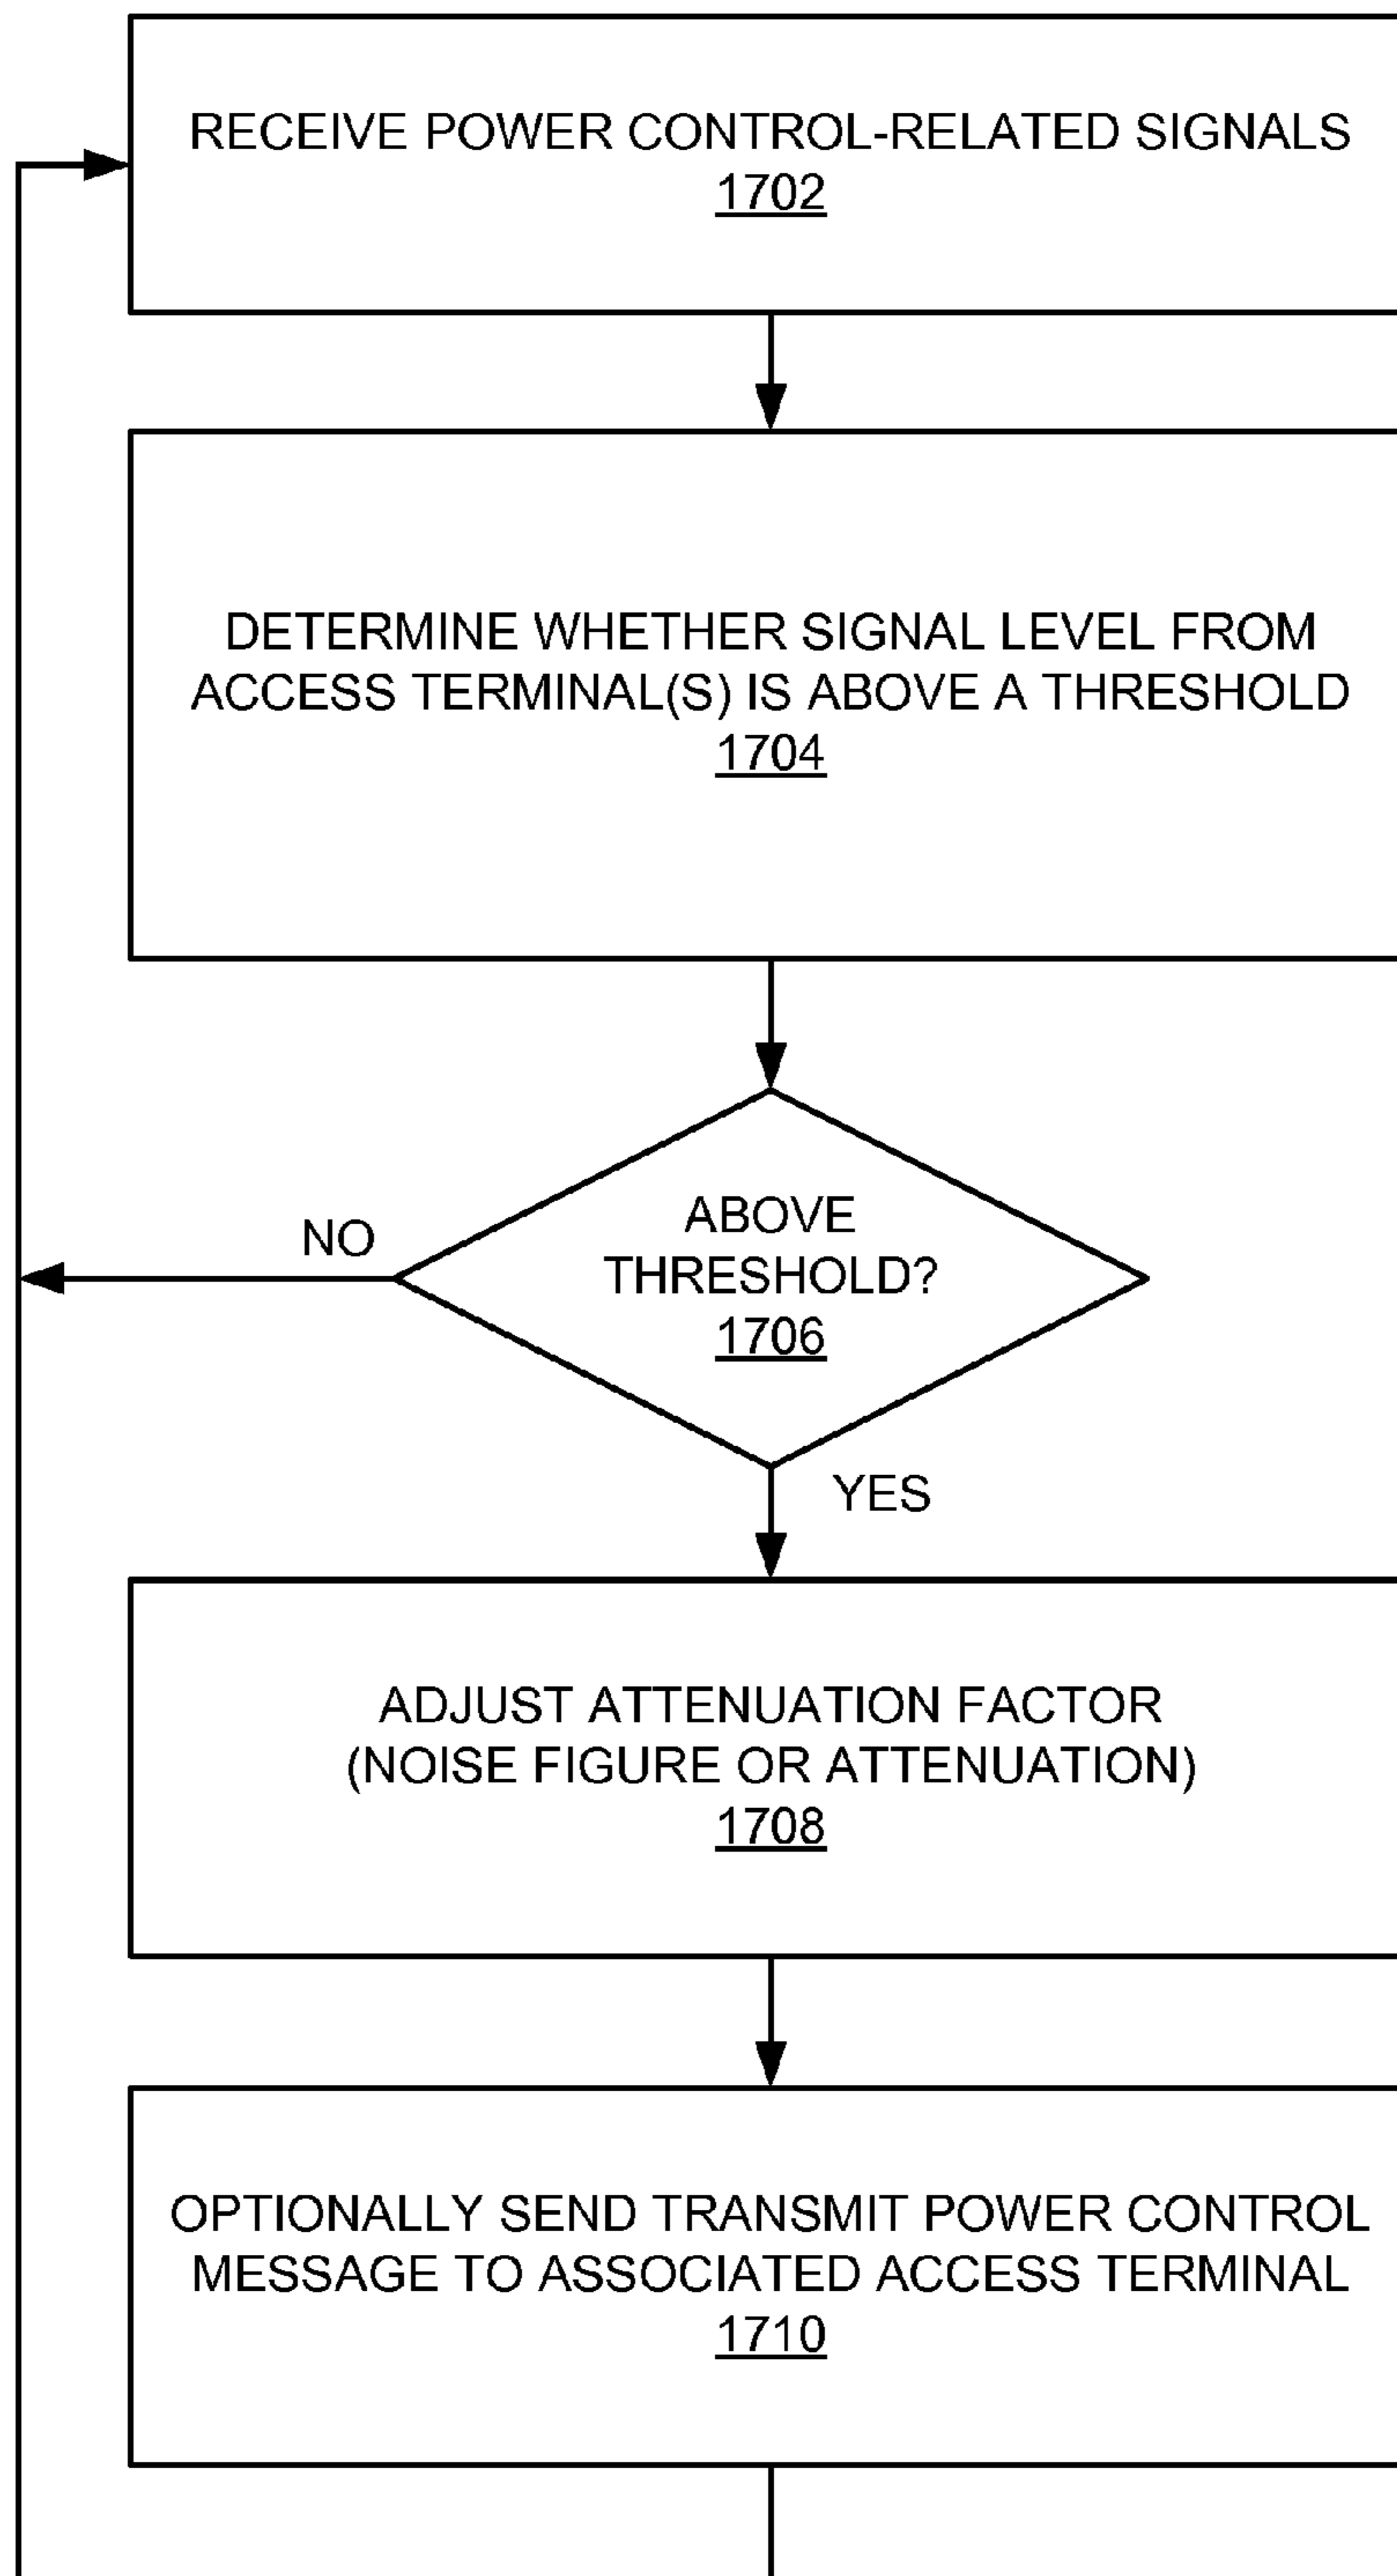 RECEIVE POWER CONTROL-RELATED SIGNALS
1702
DETERMINE WHETHER SIGNAL LEVEL FROM
ACCESS TERMINAL(S) IS ABOVE A THRESHOLD
1704
ABOVE
THRESHOLD?
1706
NO
YES
ADJUST ATTENUATION FACTOR
(NOISE FIGURE OR ATTENUATION)
1708
OPTIONALLY SEND TRANSMIT POWER CONTROL
MESSAGE TO ASSOCIATED ACCESS TERMINAL
1710